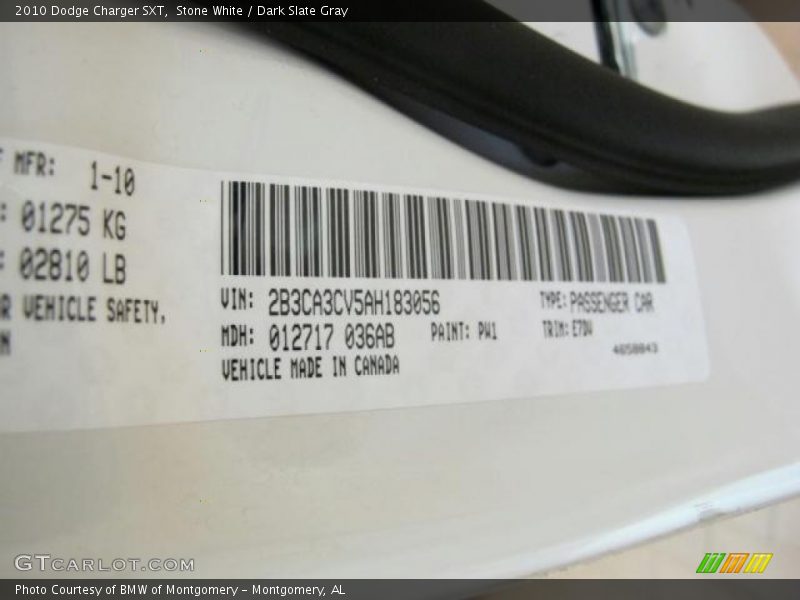 2010 Dodge Charger SXT,  Stone White / Dark Slate Gray
MFR: 1-10
01275 KG
02810 LB
VEHICLE SAFETY,
VIN: 2B3CA3CV5AH183056 TYPE: PASSENGER CAR
MDH: 012717 036AB PAINT: PW1 TRIM: E7DV
4658043
VEHICLE MADE IN CANADA
GTCARLOT.COM
Photo Courtesy of BMW of Montgomery – Montgomery, AL